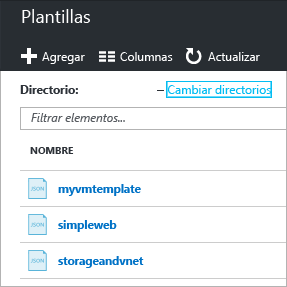 Plantillas
Agregar Columnas Actualizar
Directorio: – Cambiar directorios
Filtrar elementos...
NOMBRE
JSON myvmtemplate
JSON simpleweb
JSON storageandvnet